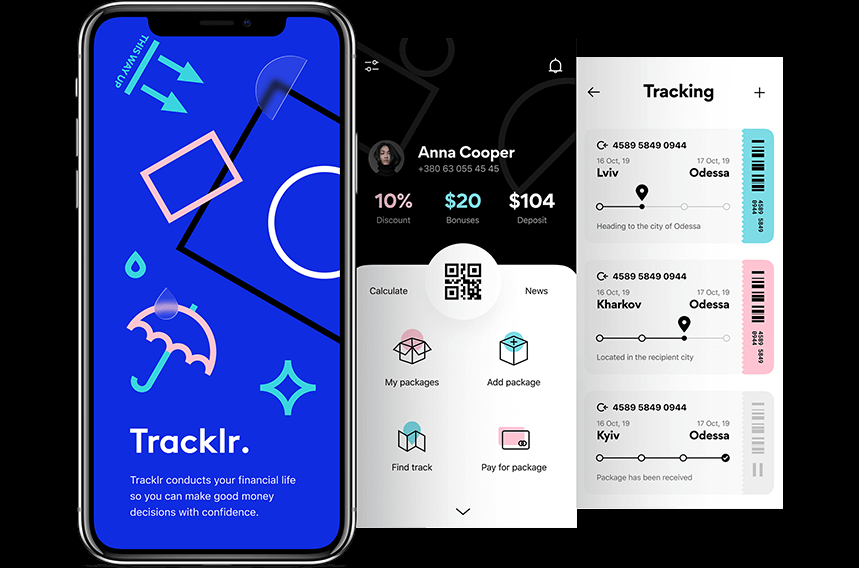 THIS WAY UP
Tracklr.
Tracklr conducts your financial life
so you can make good money
decisions with confidence.
Anna Cooper
+380 63 055 45 45
10%
$20
$104
Discount
Bonuses
Deposit
Calculate
News
My packages
Add package
Find track
Pay for package
Tracking
4589 5849 0944
16 Oct, 19
17 Oct, 19
Lviv
Odessa
Heading to the city of Odessa
4589 5849
0944
4589 5849 0944
16 Oct, 19
17 Oct, 19
Kharkov
Odessa
Located in the recipient city
4589 5849
0944
4589 5849 0944
16 Oct, 19
17 Oct, 19
Kyiv
Odessa
Package has been received